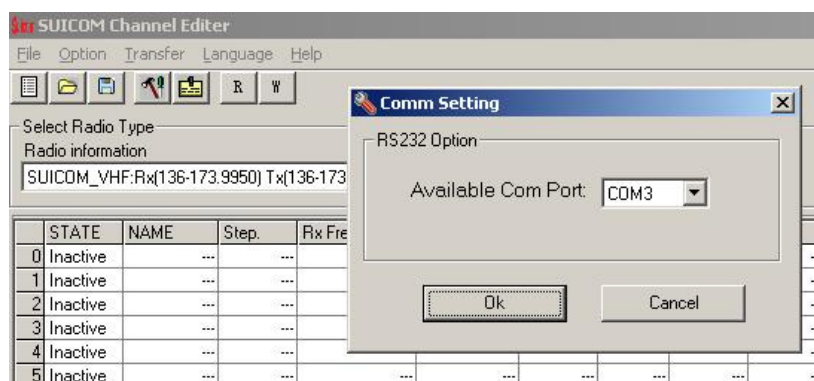 SUICOM Channel Editer
File Option Transfer Language Help
R W
Comm Setting
Select Radio Type
Radio information
SUICOM_VHF:Rx(136-173.9950) Tx(136-173
RS232 Option
Available Com Port: COM3
Ok Cancel
STATE NAME Step. Rx Fre
0 Inactive --- ---
1 Inactive --- ---
2 Inactive --- ---
3 Inactive --- ---
4 Inactive --- ---
5 Inactive --- --- --- --- --- --- ---